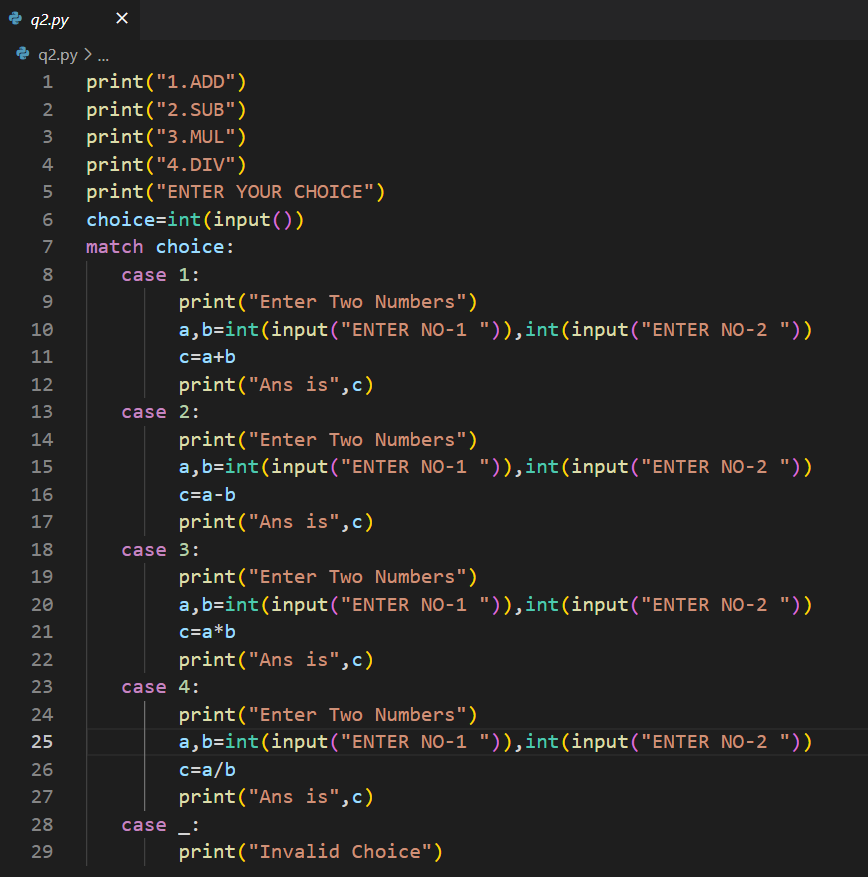 q2.py ×
q2.py > ...
1 print("1.ADD")
2 print("2.SUB")
3 print("3.MUL")
4 print("4.DIV")
5 print("ENTER YOUR CHOICE")
6 choice=int(input())
7 match choice:
8    case 1:
9         print("Enter Two Numbers")
10         a,b=int(input("ENTER NO-1 ")),int(input("ENTER NO-2 "))
11         c=a+b
12         print("Ans is",c)
13    case 2:
14         print("Enter Two Numbers")
15         a,b=int(input("ENTER NO-1 ")),int(input("ENTER NO-2 "))
16         c=a-b
17         print("Ans is",c)
18    case 3:
19         print("Enter Two Numbers")
20         a,b=int(input("ENTER NO-1 ")),int(input("ENTER NO-2 "))
21         c=a*b
22         print("Ans is",c)
23    case 4:
24         print("Enter Two Numbers")
25         a,b=int(input("ENTER NO-1 ")),int(input("ENTER NO-2 "))
26         c=a/b
27         print("Ans is",c)
28    case _:
29         print("Invalid Choice")